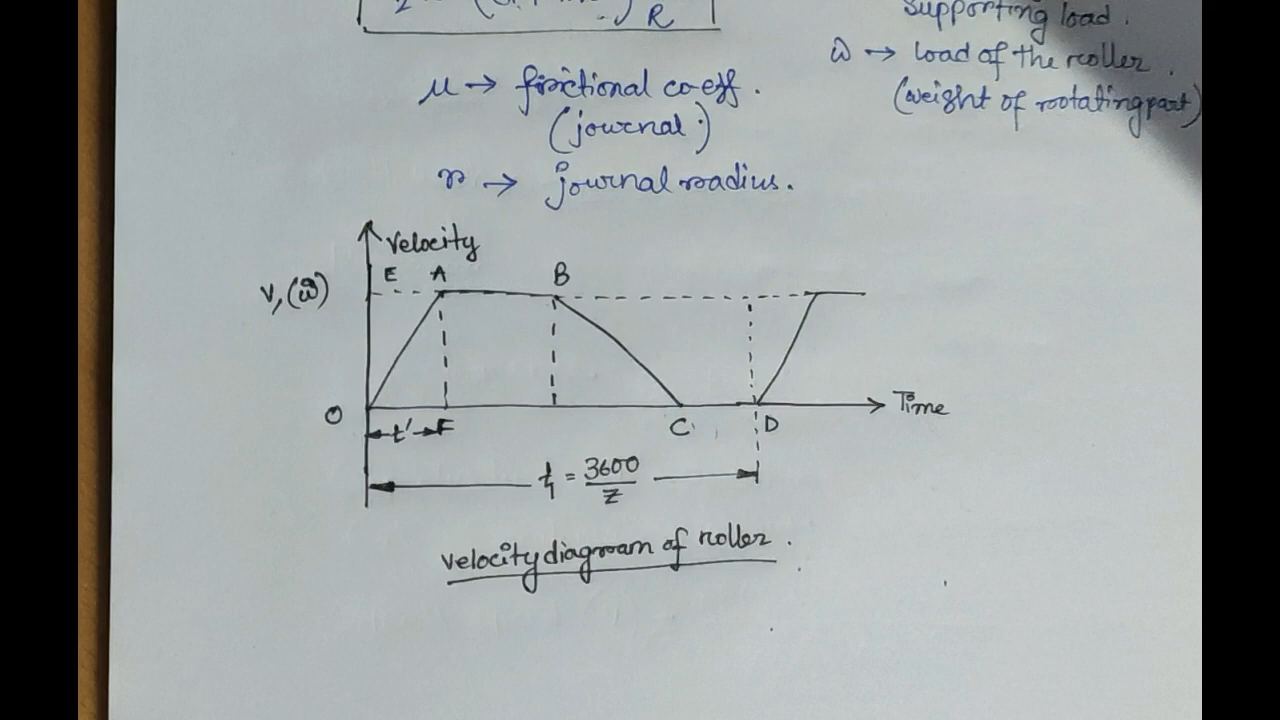 R
supporting load.
ω → load of the roller.
(weight of rotating part)
μ → frictional co-eff.
(journal)
r → journal radius.
velocity
E A B
V, (ω)
O
t' F C D
Time
t₁ = 3600/Z
velocity diagram of roller.